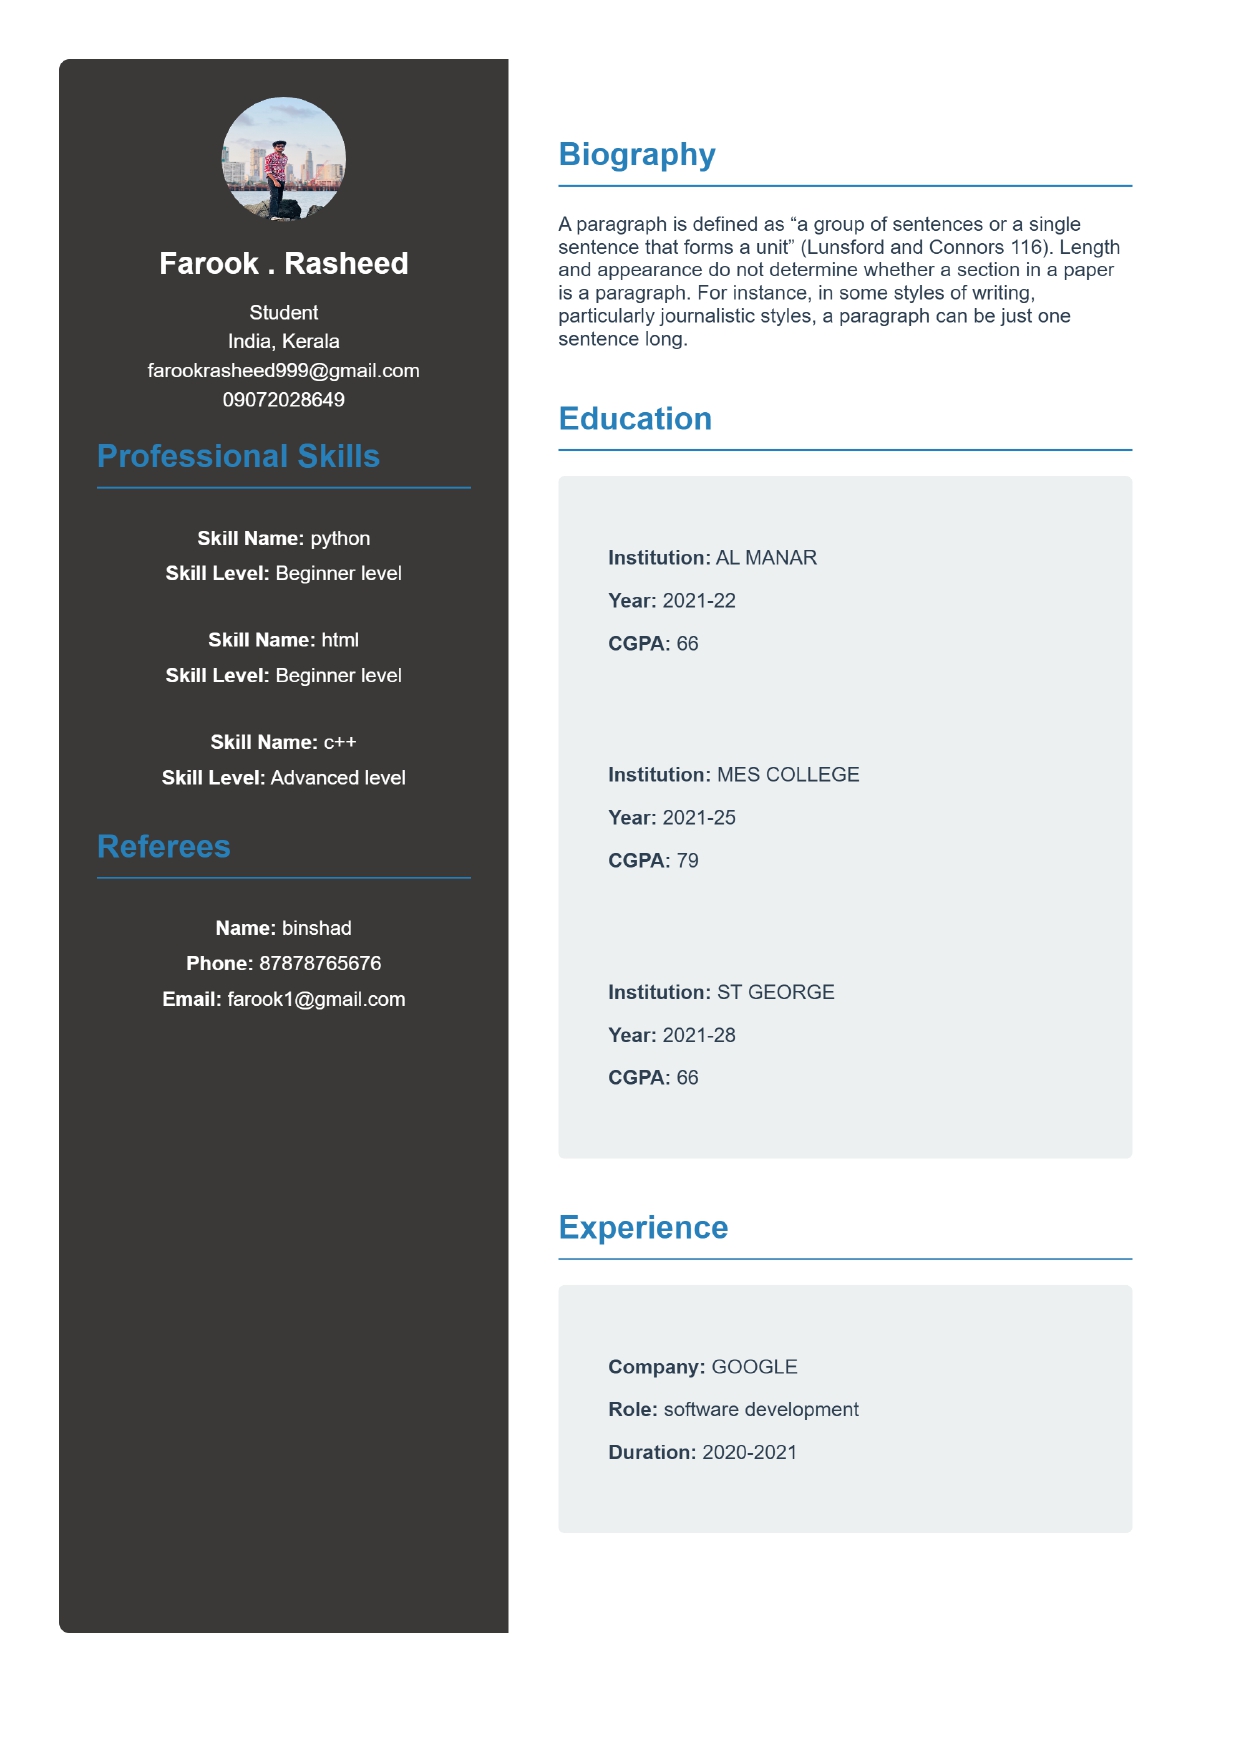 Farook . Rasheed
Student
India, Kerala
farookrasheed999@gmail.com
09072028649
Professional Skills
Skill Name: python
Skill Level: Beginner level
Skill Name: html
Skill Level: Beginner level
Skill Name: c++
Skill Level: Advanced level
Referees
Name: binshad
Phone: 87878765676
Email: farook1@gmail.com
Biography
A paragraph is defined as “a group of sentences or a single
sentence that forms a unit” (Lunsford and Connors 116). Length
and appearance do not determine whether a section in a paper
is a paragraph. For instance, in some styles of writing,
particularly journalistic styles, a paragraph can be just one
sentence long.
Education
Institution: AL MANAR
Year: 2021-22
CGPA: 66
Institution: MES COLLEGE
Year: 2021-25
CGPA: 79
Institution: ST GEORGE
Year: 2021-28
CGPA: 66
Experience
Company: GOOGLE
Role: software development
Duration: 2020-2021